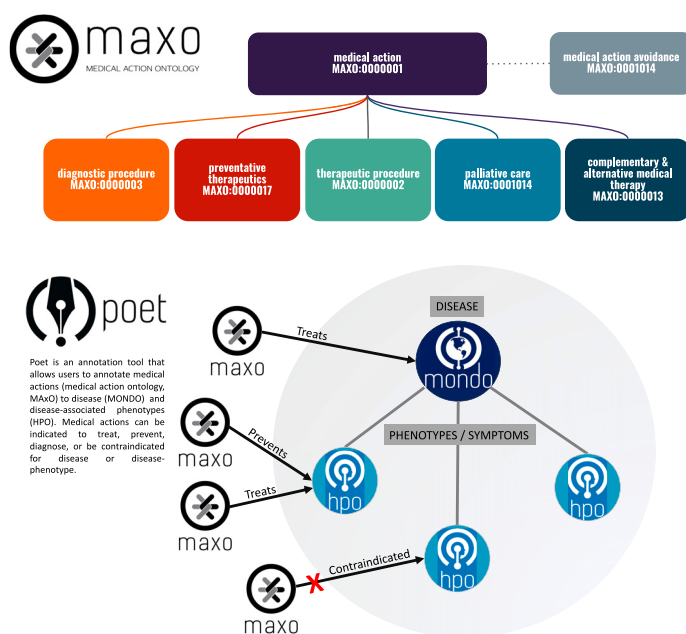 maxo
MEDICAL ACTION ONTOLOGY
medical action
MAXO:0000001
medical action avoidance
MAXO:0001014
diagnostic procedure
MAXO:0000003
preventative
therapeutics
MAXO:0000017
therapeutic procedure
MAXO:0000002
palliative care
MAXO:0001014
complementary &
alternative medical
therapy
MAXO:0000013
poet
Poet is an annotation tool that
allows users to annotate medical
actions (medical action ontology,
MAxO) to disease (MONDO) and
disease-associated phenotypes
(HPO). Medical actions can be
indicated to treat, prevent,
diagnose, or be contraindicated
for disease or disease-
phenotype.
DISEASE
Treats
maxo
mondo
PHENOTYPES / SYMPTOMS
Prevents
maxo
hpo
hpo
Treats
maxo
Contraindicated
X
hpo
maxo